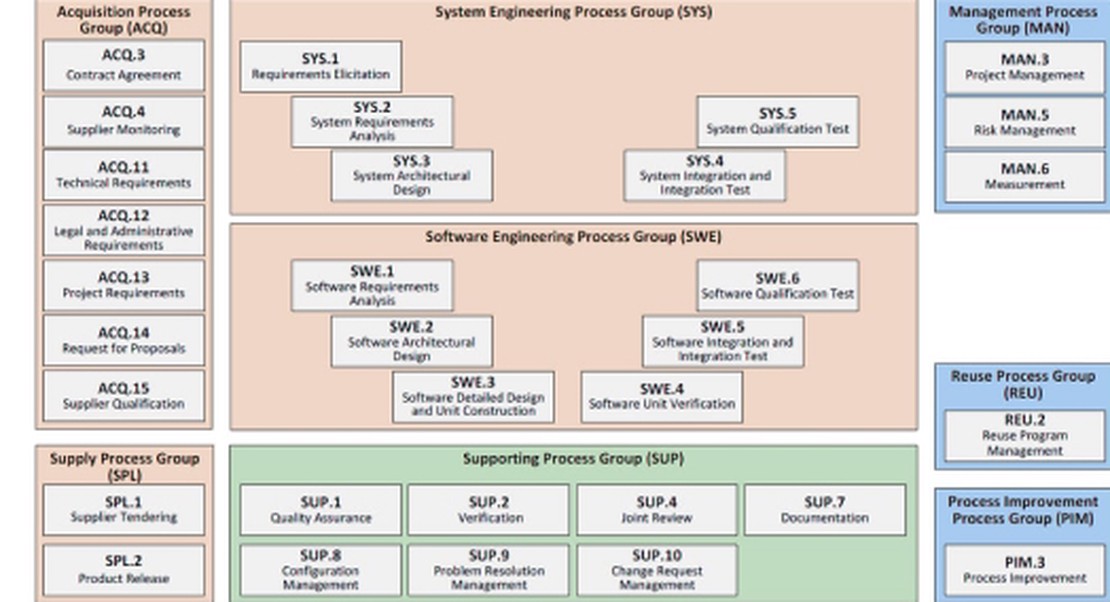 Acquisition Process
Group (ACQ)
ACQ.3
Contract Agreement
ACQ.4
Supplier Monitoring
ACQ.11
Technical Requirements
ACQ.12
Legal and Administrative
Requirements
ACQ.13
Project Requirements
ACQ.14
Request for Proposals
ACQ.15
Supplier Qualification
Supply Process Group
(SPL)
SPL.1
Supplier Tendering
SPL.2
Product Release
System Engineering Process Group (SYS)
SYS.1
Requirements Elicitation
SYS.2
System Requirements
Analysis
SYS.3
System Architectural
Design
SYS.5
System Qualification Test
SYS.4
System Integration and
Integration Test
Software Engineering Process Group (SWE)
SWE.1
Software Requirements
Analysis
SWE.2
Software Architectural
Design
SWE.3
Software Detailed Design
and Unit Construction
SWE.6
Software Qualification Test
SWE.5
Software Integration and
Integration Test
SWE.4
Software Unit Verification
Supporting Process Group (SUP)
SUP.1
Quality Assurance
SUP.2
Verification
SUP.4
Joint Review
SUP.7
Documentation
SUP.8
Configuration
Management
SUP.9
Problem Resolution
Management
SUP.10
Change Request
Management
Management Process
Group (MAN)
MAN.3
Project Management
MAN.5
Risk Management
MAN.6
Measurement
Reuse Process Group
(REU)
REU.2
Reuse Program
Management
Process Improvement
Process Group (PIM)
PIM.3
Process Improvement